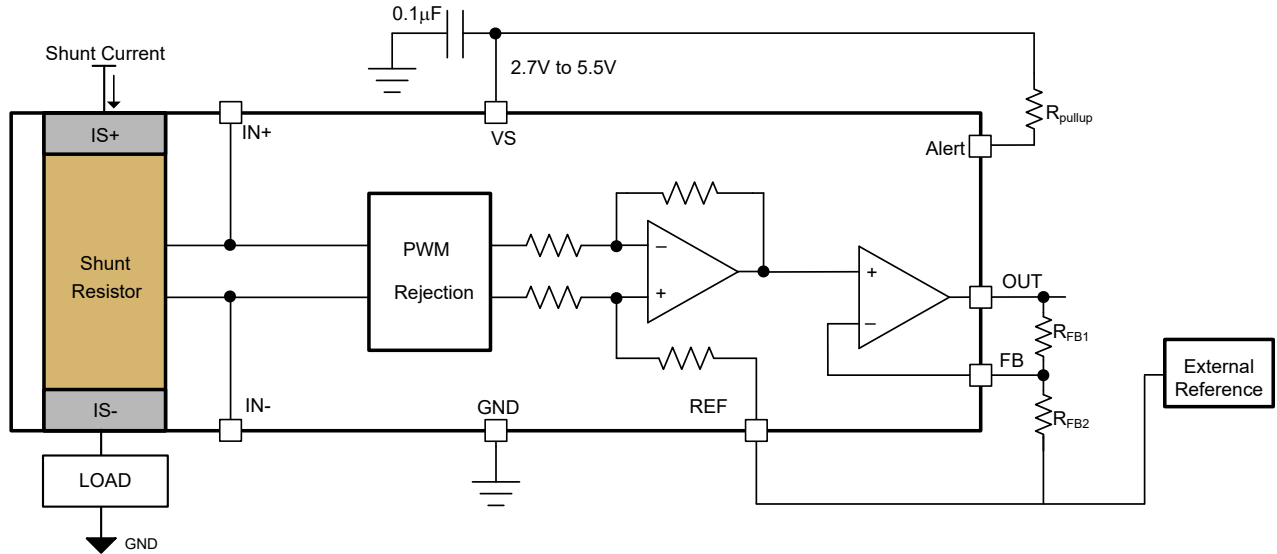 0.1μF
Shunt Current
2.7V to 5.5V
IS+
IN+
VS
Rpullup
Alert
PWM
Rejection
−
+
+
−
Shunt
Resistor
OUT
RFB1
FB
External
Reference
IS-
IN-
GND
REF
RFB2
LOAD
GND